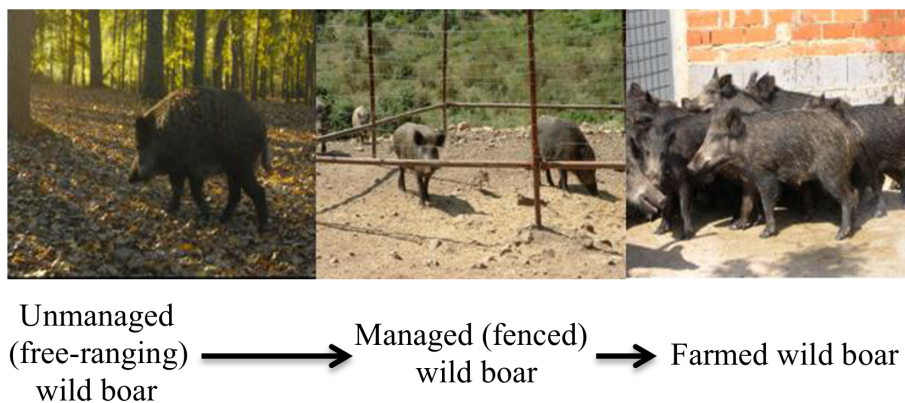 Unmanaged
(free-ranging)
wild boar
Managed (fenced)
wild boar
Farmed wild boar